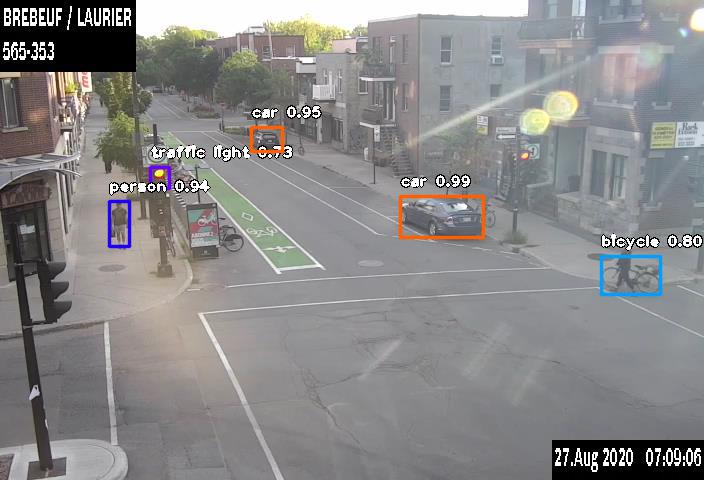 BREBEUF / LAURIER
565-353
car 0.95
traffic light 0.73
person 0.94
car 0.99
bicycle 0.80
27.Aug 2020 07:09:06